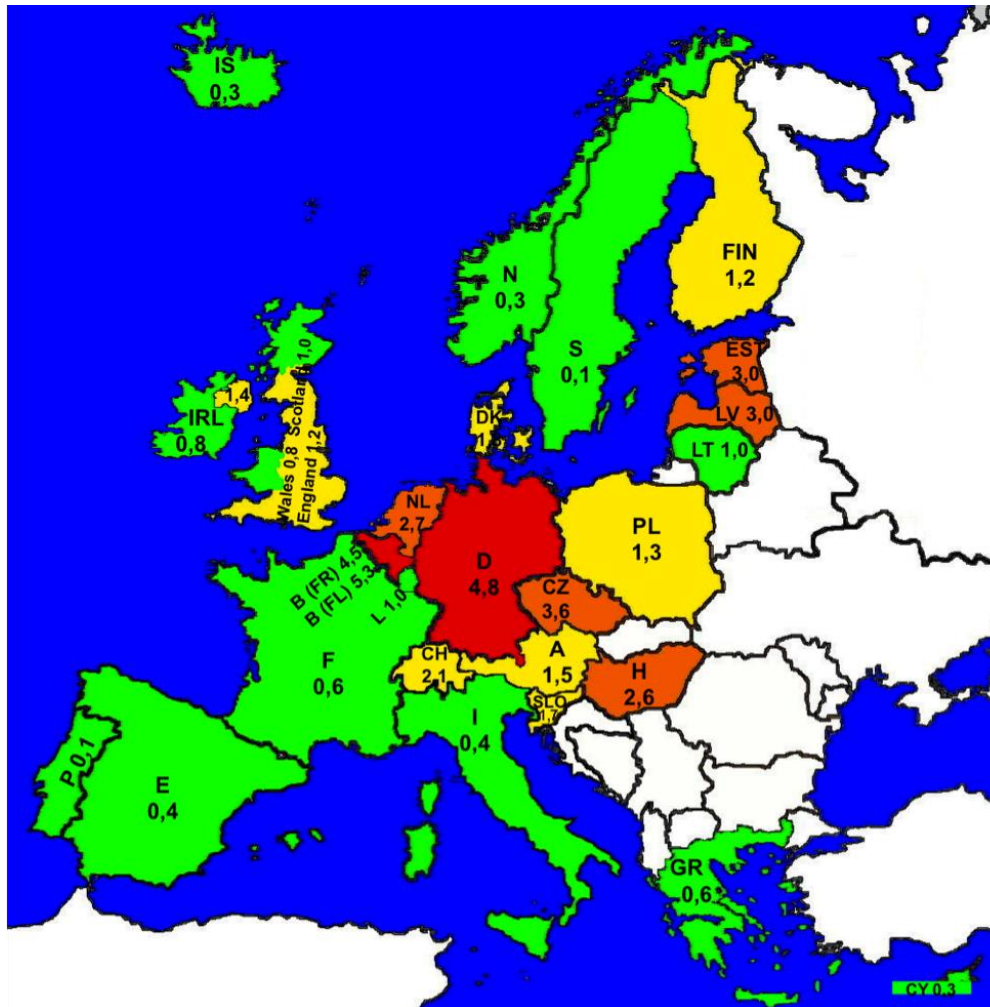 IS
0,3
N
0,3
S
0,1
FIN
1,2
EST
3,0
LV 3,0
LT 1,0
Scotland 1,0
1,4
IRL
0,8
Wales 0,8
England 1,2
DK
NL
2,7
B (FR) 4,5
B (FL) 5,3
L 1,0
D
4,8
PL
1,3
CZ
3,6
CH
2,1
A
1,5
H
2,6
SLO
1,7
F
0,6
I
0,4
P 0,1
E
0,4
GR
0,6
CY 0,3